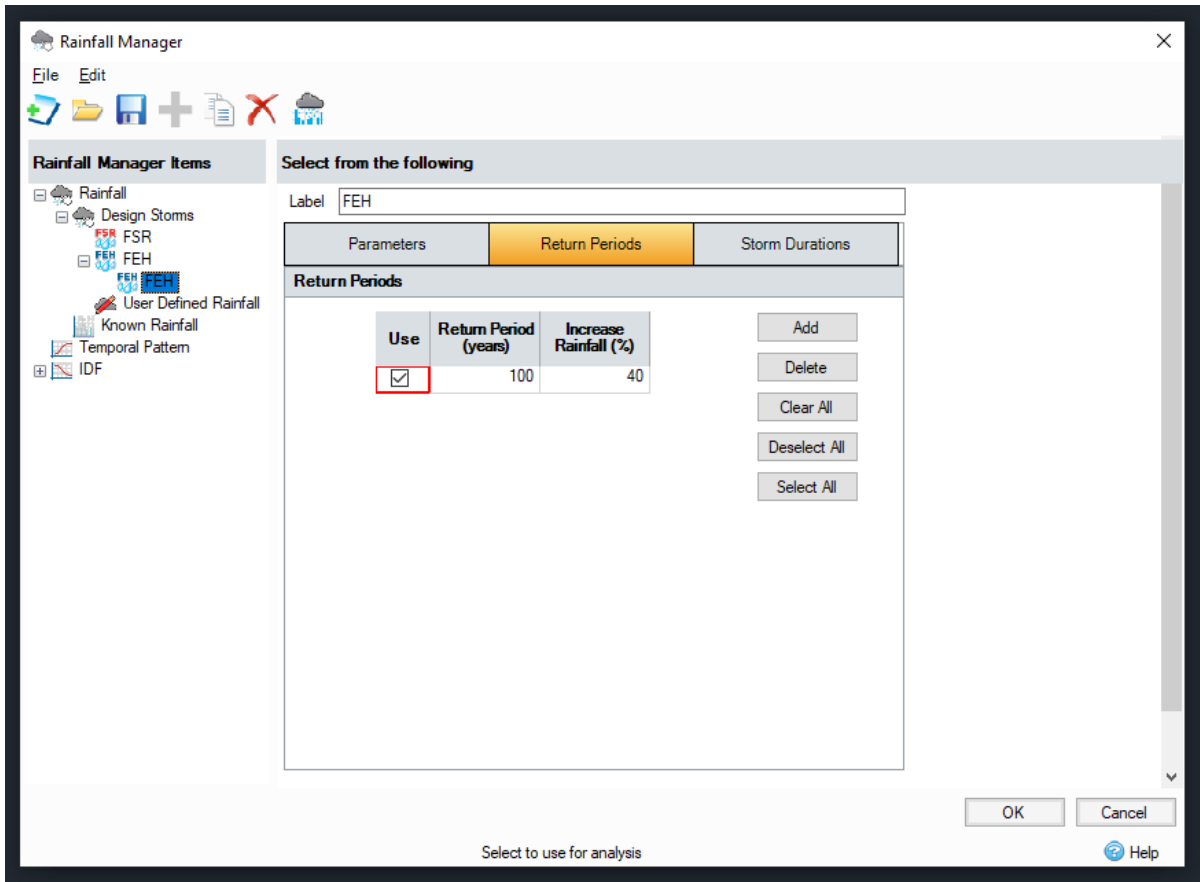 Rainfall Manager
File Edit
Rainfall Manager Items
Select from the following
Rainfall
Design Storms
FSR FSR
FEH FEH
FEH FEH
User Defined Rainfall
Known Rainfall
Temporal Pattern
IDF
Label FEH
Parameters Return Periods Storm Durations
Return Periods
Use Return Period (years) Increase Rainfall (%)
100 40
Add
Delete
Clear All
Deselect All
Select All
OK Cancel
Select to use for analysis
Help